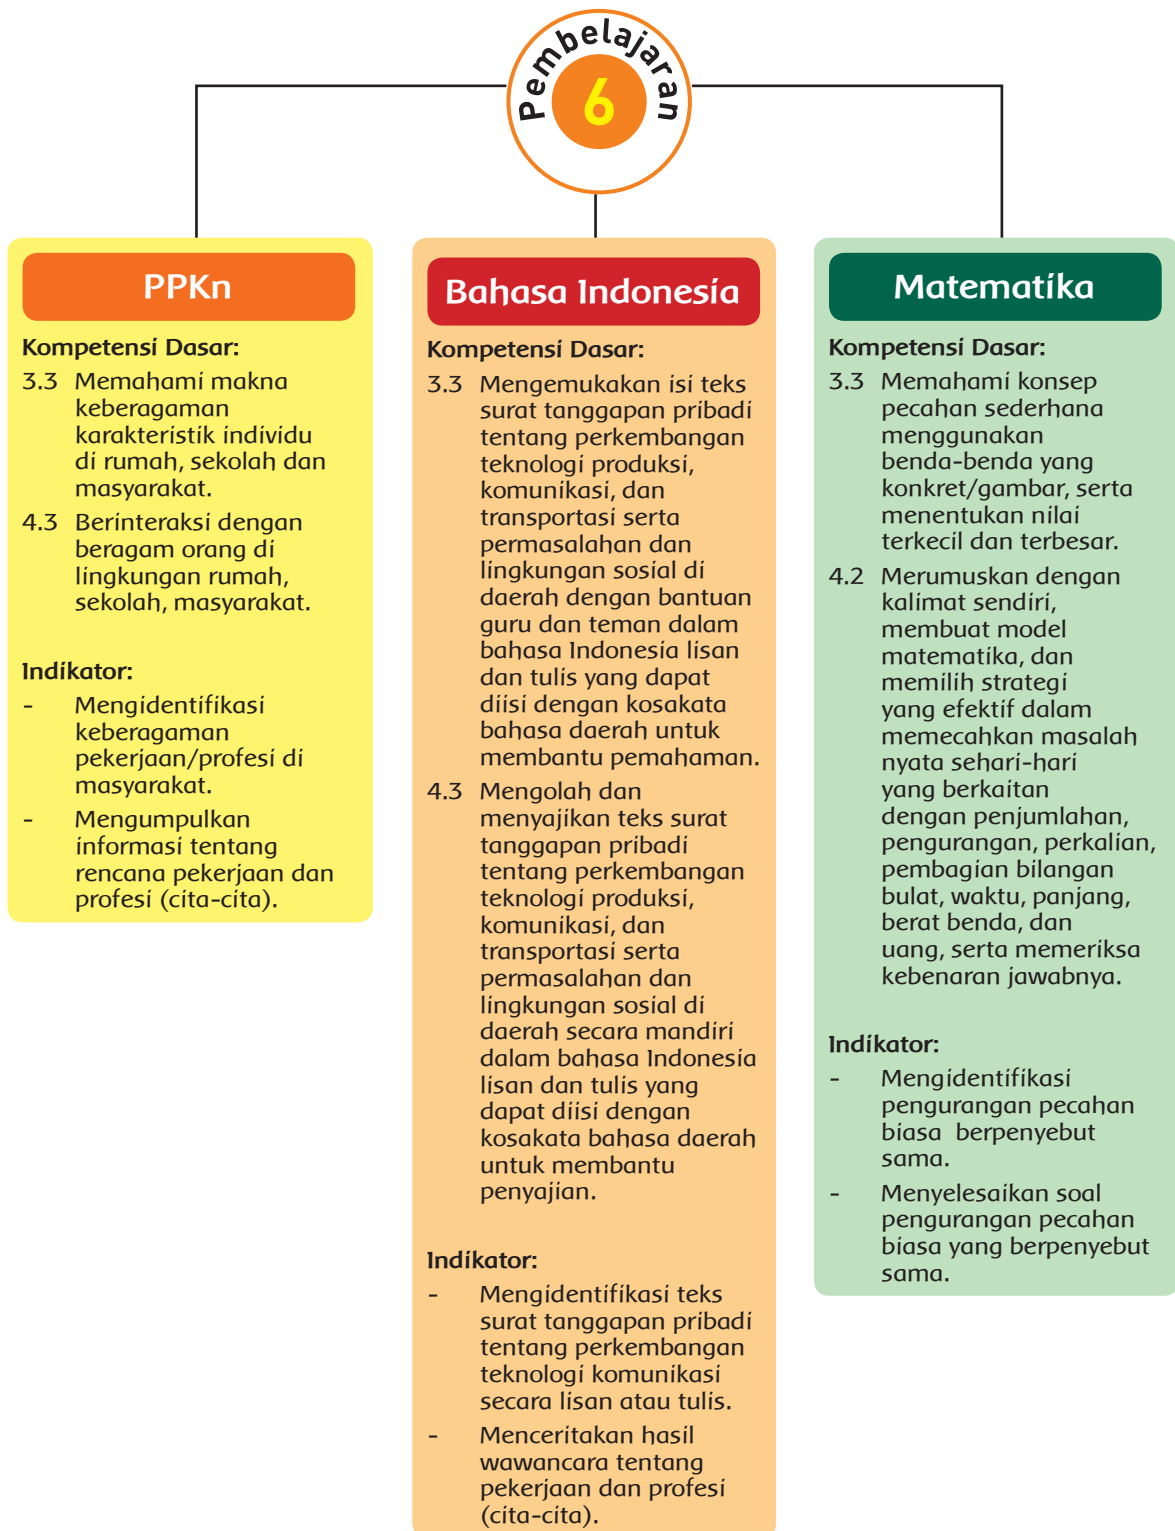 Pembelajaran
6
PPKn
Kompetensi Dasar:
3.3 Memahami makna
keberagaman
karakteristik individu
di rumah, sekolah dan
masyarakat.
4.3 Berinteraksi dengan
beragam orang di
lingkungan rumah,
sekolah, masyarakat.
Indikator:
- Mengidentifikasi
keberagaman
pekerjaan/profesi di
masyarakat.
- Mengumpulkan
informasi tentang
rencana pekerjaan dan
profesi (cita-cita).
Bahasa Indonesia
Kompetensi Dasar:
3.3 Mengemukakan isi teks
surat tanggapan pribadi
tentang perkembangan
teknologi produksi,
komunikasi, dan
transportasi serta
permasalahan dan
lingkungan sosial di
daerah dengan bantuan
guru dan teman dalam
bahasa Indonesia lisan
dan tulis yang dapat
diisi dengan kosakata
bahasa daerah untuk
membantu pemahaman.
4.3 Mengolah dan
menyajikan teks surat
tanggapan pribadi
tentang perkembangan
teknologi produksi,
komunikasi, dan
transportasi serta
permasalahan dan
lingkungan sosial di
daerah secara mandiri
dalam bahasa Indonesia
lisan dan tulis yang
dapat diisi dengan
kosakata bahasa daerah
untuk membantu
penyajian.
Indikator:
- Mengidentifikasi teks
surat tanggapan pribadi
tentang perkembangan
teknologi komunikasi
secara lisan atau tulis.
- Menceritakan hasil
wawancara tentang
pekerjaan dan profesi
(cita-cita).
Matematika
Kompetensi Dasar:
3.3 Memahami konsep
pecahan sederhana
menggunakan
benda-benda yang
konkret/gambar, serta
menentukan nilai
terkecil dan terbesar.
4.2 Merumuskan dengan
kalimat sendiri,
membuat model
matematika, dan
memilih strategi
yang efektif dalam
memecahkan masalah
nyata sehari-hari
yang berkaitan
dengan penjumlahan,
pengurangan, perkalian,
pembagian bilangan
bulat, waktu, panjang,
berat benda, dan
uang, serta memeriksa
kebenaran jawabnya.
Indikator:
- Mengidentifikasi
pengurangan pecahan
biasa berpenyebut
sama.
- Menyelesaikan soal
pengurangan pecahan
biasa yang berpenyebut
sama.